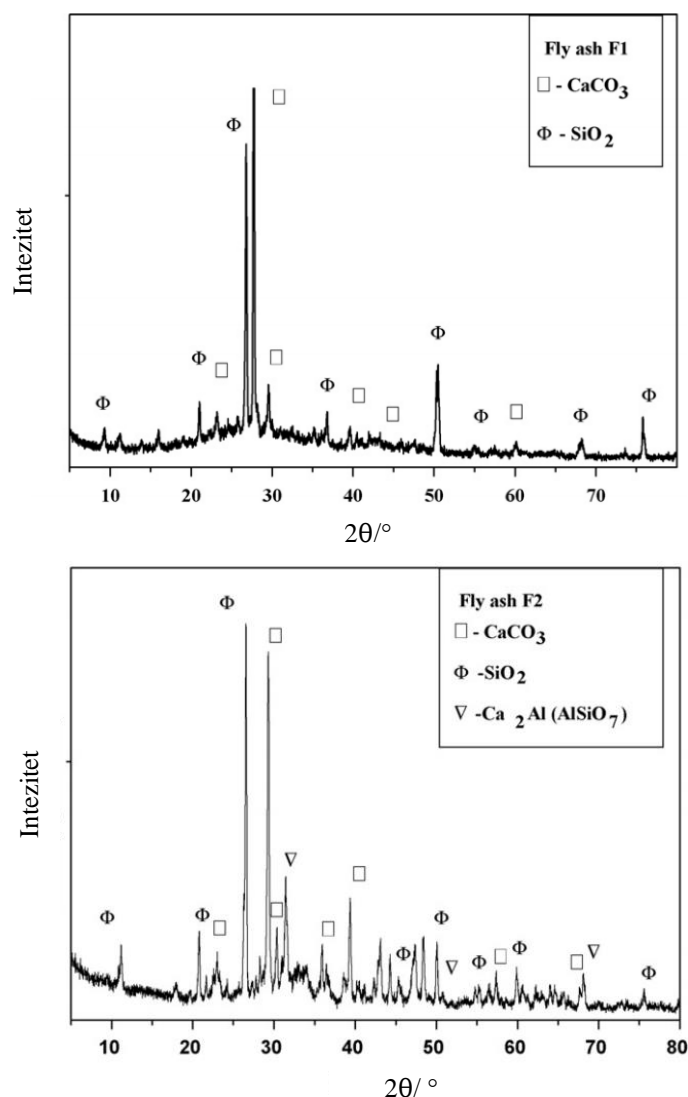 Fly ash F1
□ - CaCO3
Φ - SiO2
Φ
□
Φ
□
Φ
□
Φ
□
□
Φ
Φ
□
Φ
Φ
Intezitet
10 20 30 40 50 60 70
2θ/°
Fly ash F2
□ - CaCO3
Φ -SiO2
∇ -Ca 2Al (AlSiO7)
Φ
□
∇
□
Φ
Φ
□
□
□
Φ
Φ
∇
Φ
□
Φ
□
∇
Φ
Intezitet
10 20 30 40 50 60 70 80
2θ/ °